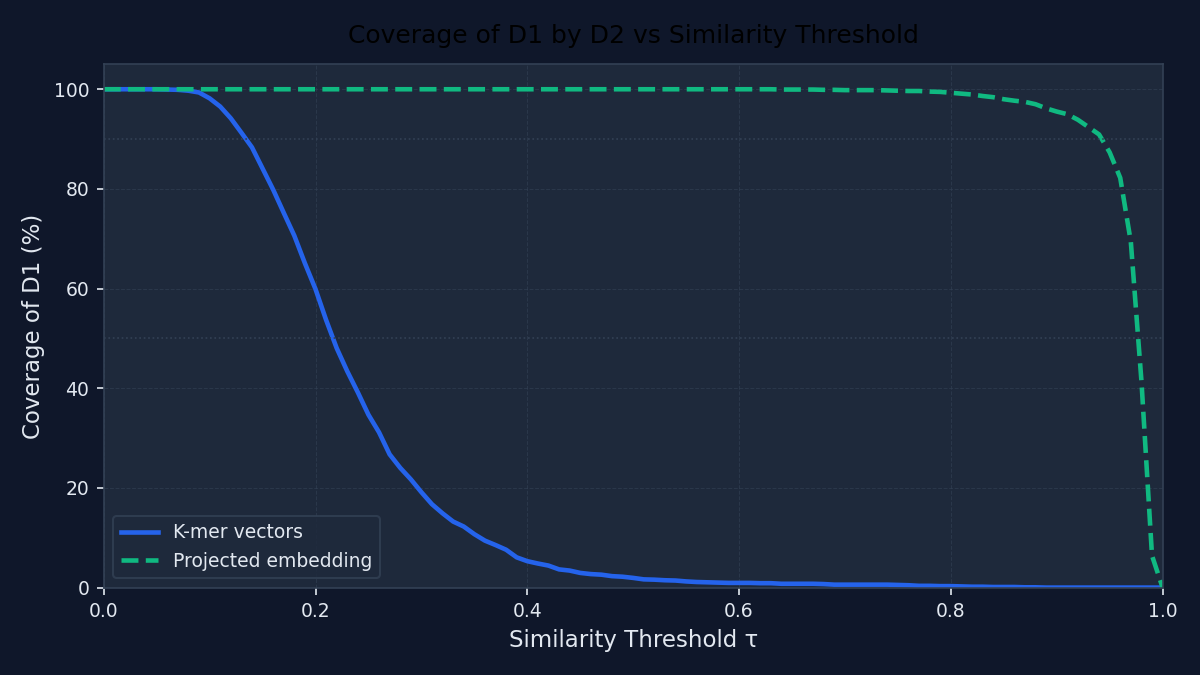 Coverage of D1 by D2 vs Similarity Threshold
Coverage of D1 (%)
100
80
60
40
20
0
K-mer vectors
Projected embedding
0.0 0.2 0.4 0.6 0.8 1.0
Similarity Threshold τ